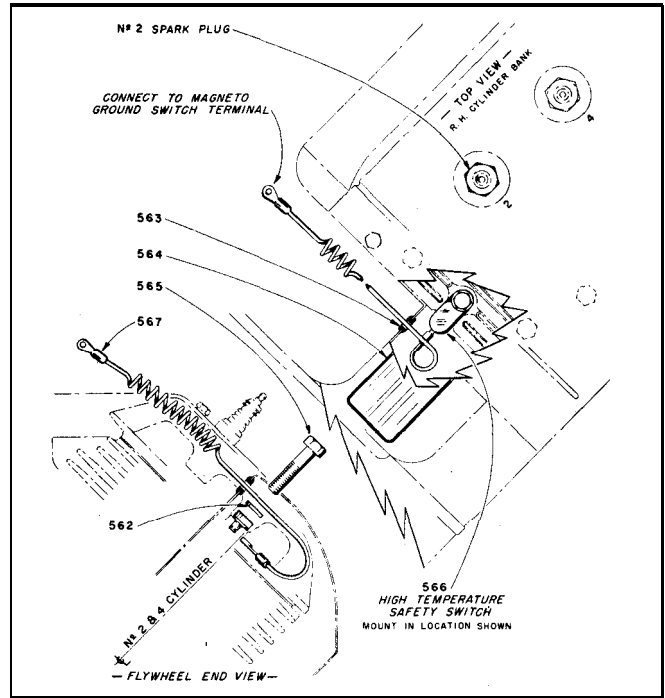 Nº 2 SPARK PLUG
CONNECT TO MAGNETO
GROUND SWITCH TERMINAL
— TOP VIEW —
R.H. CYLINDER BANK
4
2
563
564
565
567
562
Nº 2 & 4 CYLINDER
— FLYWHEEL END VIEW —
566
HIGH TEMPERATURE
SAFETY SWITCH
MOUNT IN LOCATION SHOWN